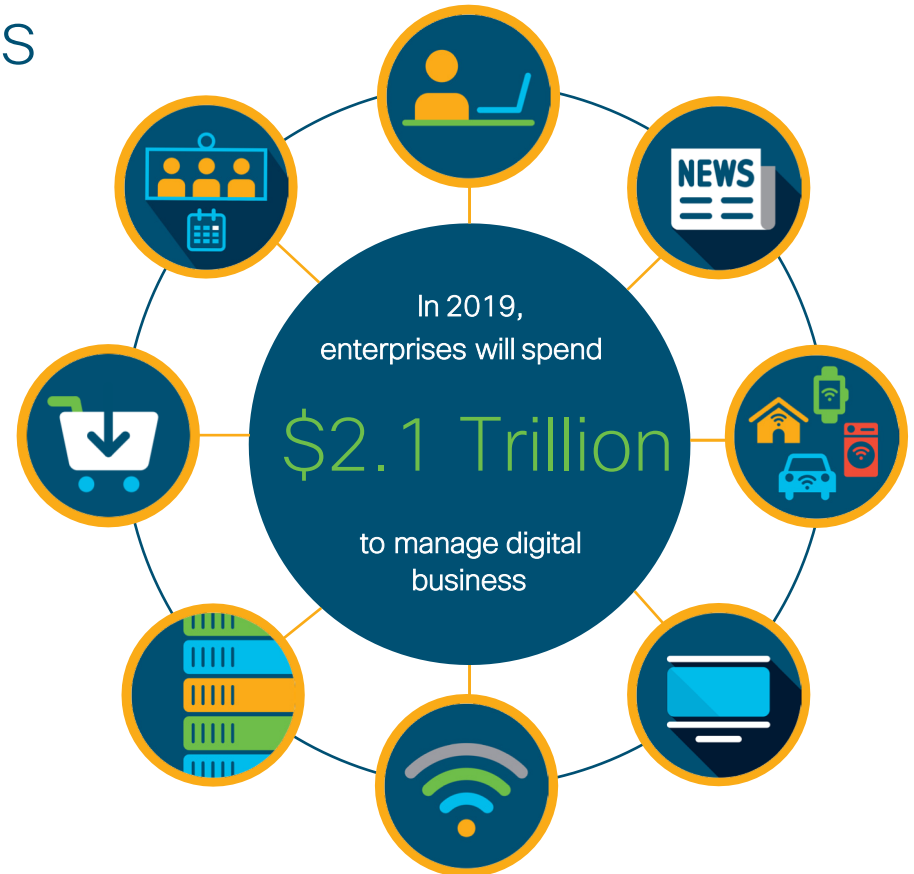 s
NEWS
In 2019,
enterprises will spend
$2.1 Trillion
to manage digital
business